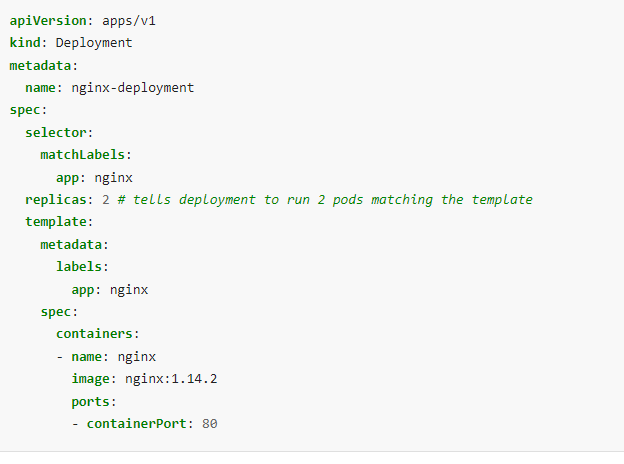 apiVersion: apps/v1
kind: Deployment
metadata:
  name: nginx-deployment
spec:
  selector:
    matchLabels:
      app: nginx
  replicas: 2 # tells deployment to run 2 pods matching the template
  template:
    metadata:
      labels:
        app: nginx
    spec:
      containers:
      - name: nginx
        image: nginx:1.14.2
        ports:
        - containerPort: 80